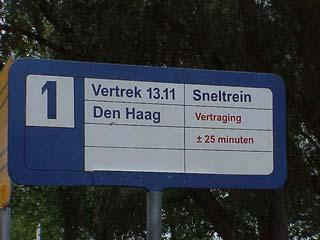 1
Vertrek 13.11 Sneltrein
Den Haag Vertraging
± 25 minuten